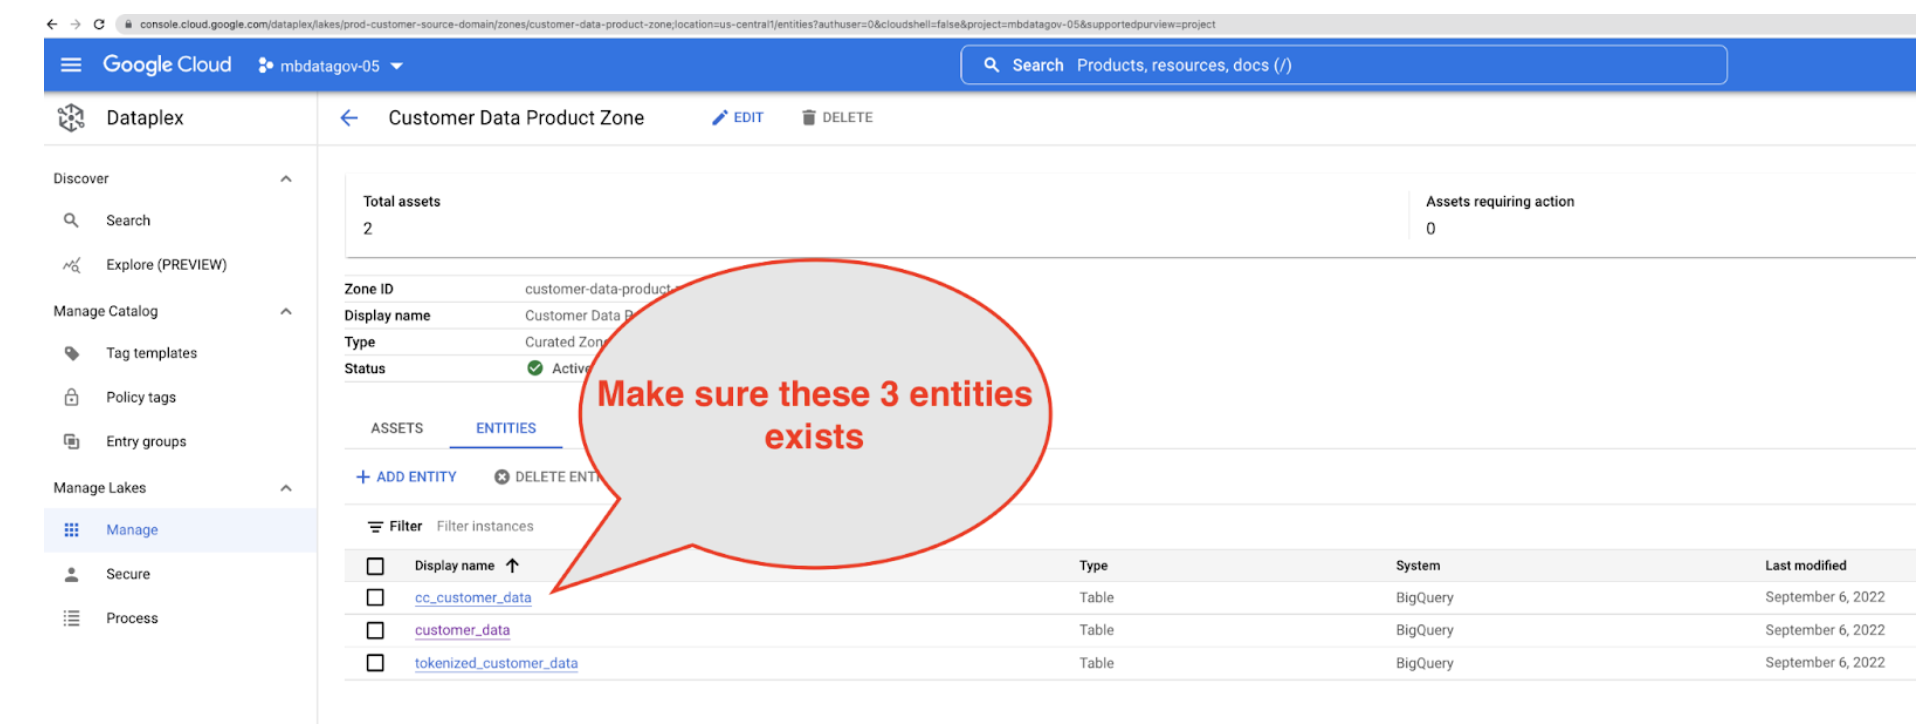 console.cloud.google.com/dataplex/lakes/prod-customer-source-domain/zones/customer-data-product-zone;location=us-central1/entities?authuser=0&cloudshell=false&project=mbdatagov-05&supportedpurview=project
Google Cloud mbdatagov-05 Search Products, resources, docs (/)
Dataplex Customer Data Product Zone EDIT DELETE
Discover
Search
Explore (PREVIEW)
Manage Catalog
Tag templates
Policy tags
Entry groups
Manage Lakes
Manage
Secure
Process
Total assets Assets requiring action
2 0
Zone ID customer-data-product-
Display name Customer Data
Type Curated Zone
Status Active
Make sure these 3 entities
exists
ASSETS ENTITIES
ADD ENTITY DELETE
Filter Filter instances
Display name Type System Last modified
cc_customer_data Table BigQuery September 6, 2022
customer_data Table BigQuery September 6, 2022
tokenized_customer_data Table BigQuery September 6, 2022